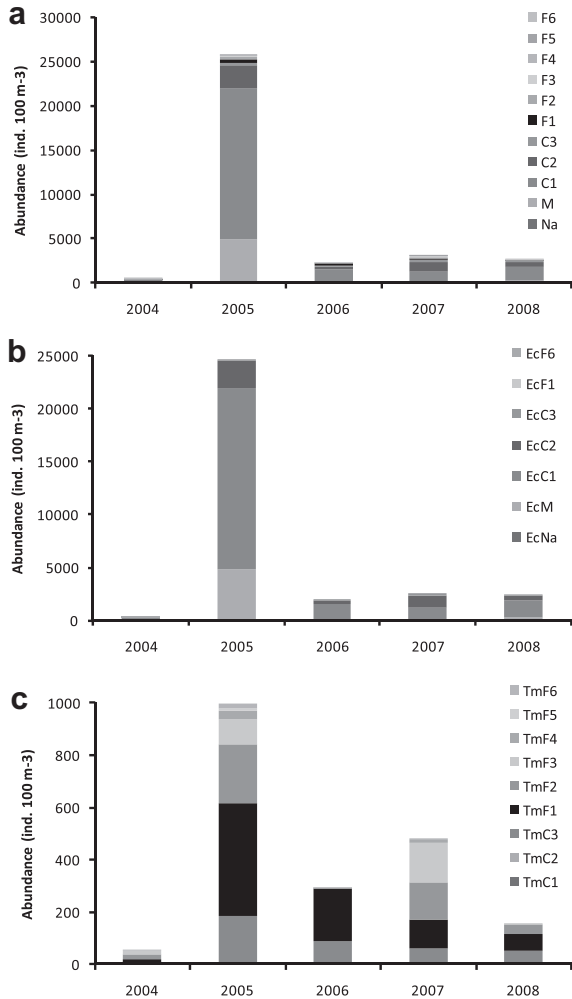 a
Abundance (ind. 100 m-3)
30000
25000
20000
15000
10000
5000
0
2004 2005 2006 2007 2008
F6
F5
F4
F3
F2
F1
C3
C2
C1
M
Na
b
Abundance (ind. 100 m-3)
25000
20000
15000
10000
5000
0
2004 2005 2006 2007 2008
EcF6
EcF1
EcC3
EcC2
EcC1
EcM
EcNa
c
Abundance (ind. 100 m-3)
1000
800
600
400
200
0
2004 2005 2006 2007 2008
TmF6
TmF5
TmF4
TmF3
TmF2
TmF1
TmC3
TmC2
TmC1